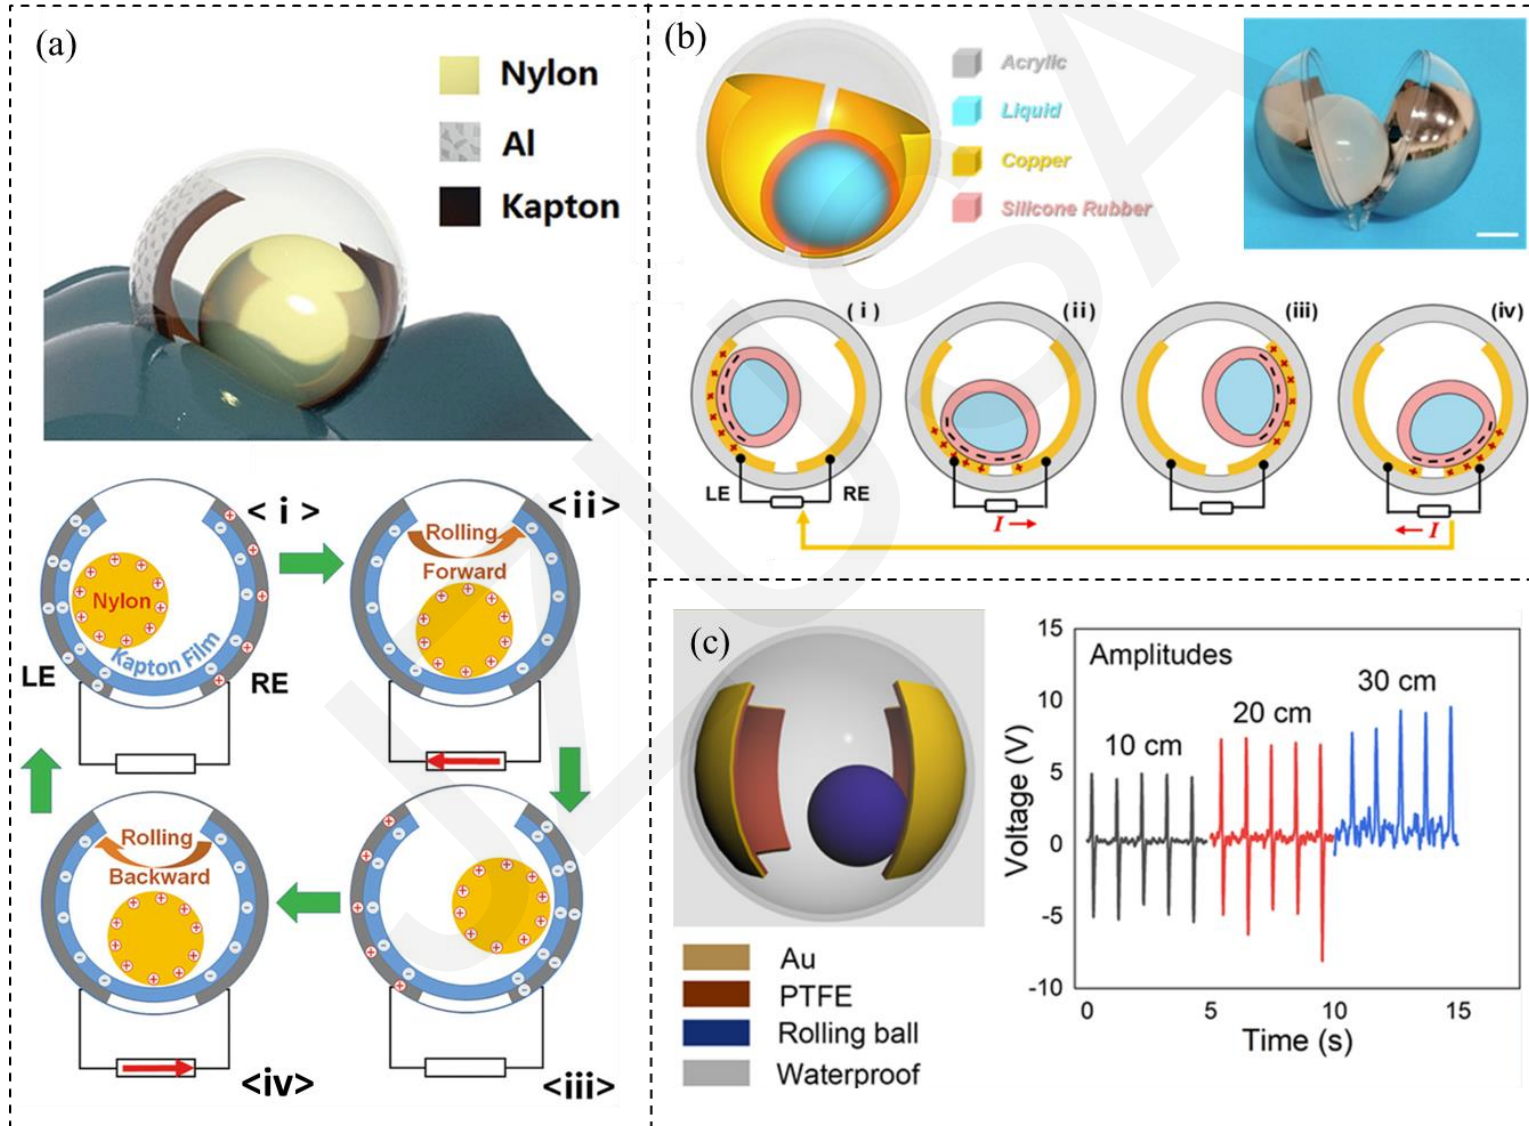 (a)
Nylon
Al
Kapton
< i >
<ii>
Rolling
Forward
Nylon
Kapton Film
LE
RE
Rolling
Backward
<iv>
<iii>
(b)
Acrylic
Liquid
Copper
Silicone Rubber
( i )
(ii)
(iii)
(iv)
LE
RE
I
I
(c)
Au
PTFE
Rolling ball
Waterproof
Amplitudes
10 cm
20 cm
30 cm
Voltage (V)
15
10
5
0
-5
-10
0
5
10
15
Time (s)
JZUSA